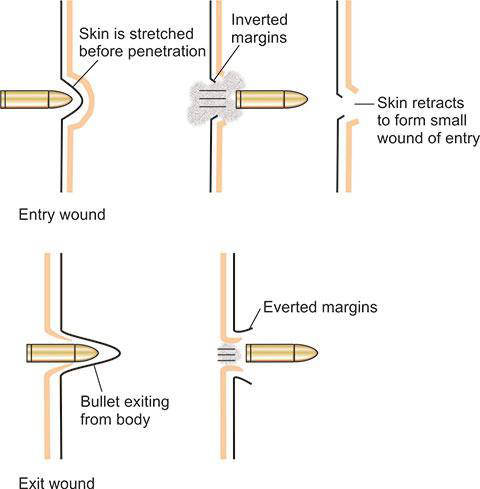 Skin is stretched
before penetration
Inverted
margins
Skin retracts
to form small
wound of entry
Entry wound
Everted margins
Bullet exiting
from body
Exit wound